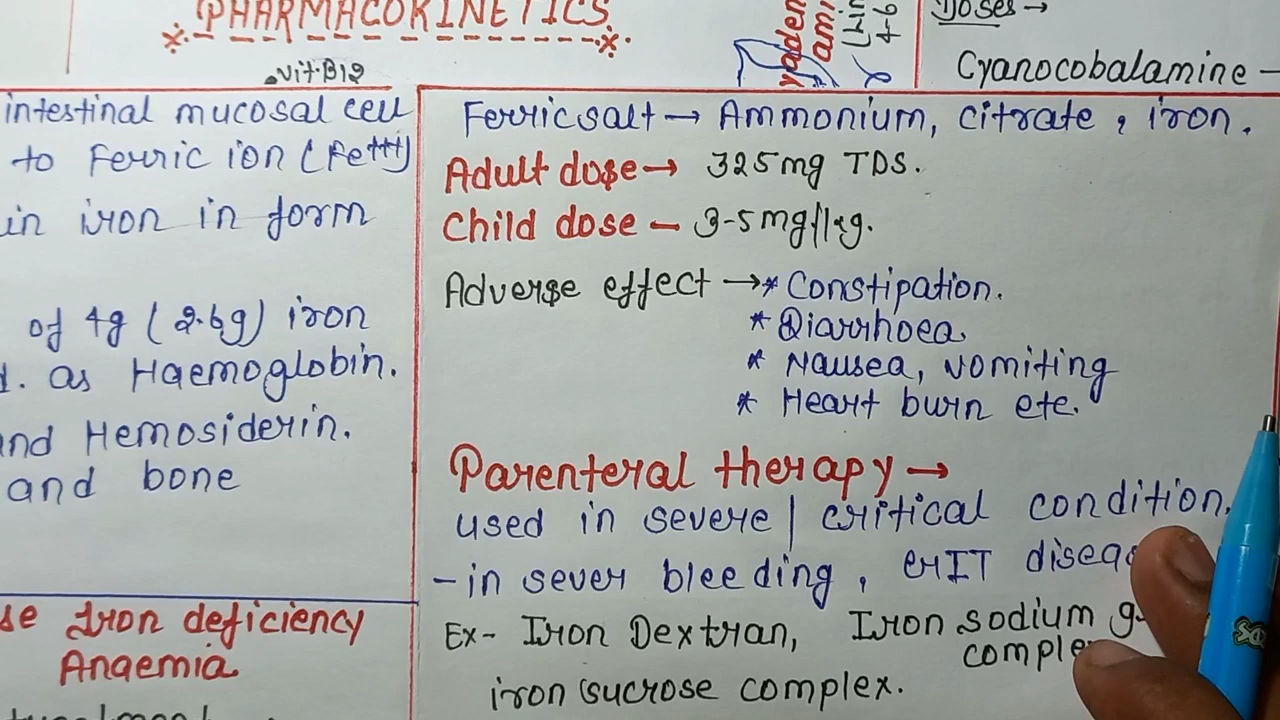 PHARMACOKINETICS
Vit.B12
intestinal mucosal cell
to Ferric ion (Fe+++)
in iron in form
of 4g (2.6g) iron
as Haemoglobin.
and Hemosiderin.
and bone
Iron deficiency
Anaemia
Doses →
Cyanocobalamine -
Ferric salt → Ammonium, citrate, iron.
Adult dose → 325mg TDS.
Child dose - 3-5mg/kg.
Adverse effect → * Constipation.
* Diarrhoea
* Nausea, vomiting
* Heart burn etc.
Parenteral therapy →
used in severe / critical condition.
- in sever bleeding, GIT
Ex- Iron Dextran, Iron sodium
iron sucrose complex.